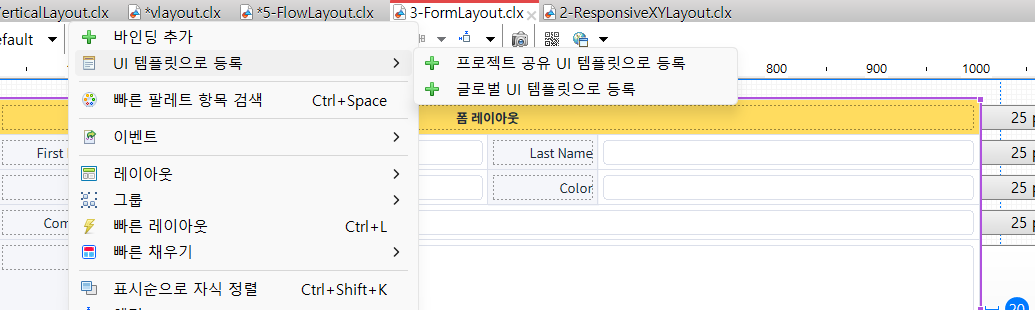 VerticalLayout.clx *vlayout.clx *5-FlowLayout.clx 3-FormLayout.clx 2-ResponsiveXYLayout.clx
efault
바인딩 추가
UI 템플릿으로 등록
프로젝트 공유 UI 템플릿으로 등록
글로벌 UI 템플릿으로 등록
800 900 1000
빠른 팔레트 항목 검색 Ctrl+Space
폼 레이아웃 25 p
이벤트
First Last Name 25 p
레이아웃
Color 25 p
그룹
빠른 레이아웃 Ctrl+L
Com 25 p
빠른 채우기
표시순으로 자식 정렬 Ctrl+Shift+K
20